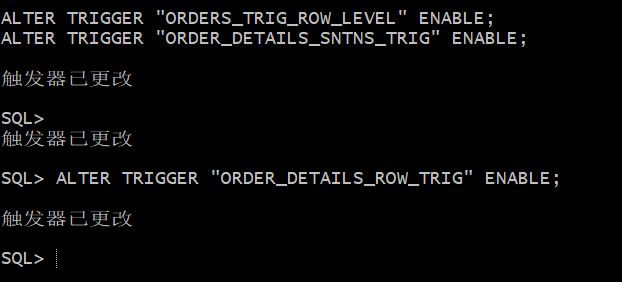 ALTER TRIGGER "ORDERS_TRIG_ROW_LEVEL" ENABLE;
ALTER TRIGGER "ORDER_DETAILS_SNTNS_TRIG" ENABLE;
触发器已更改
SQL>
触发器已更改
SQL> ALTER TRIGGER "ORDER_DETAILS_ROW_TRIG" ENABLE;
触发器已更改
SQL>